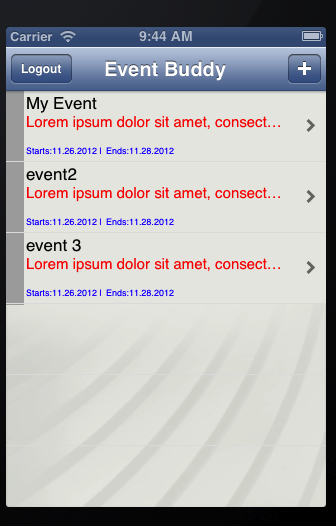 Carrier 9:44 AM
Logout Event Buddy +
My Event
Lorem ipsum dolor sit amet, consect…
Starts:11.26.2012 | Ends:11.28.2012
event2
Lorem ipsum dolor sit amet, consect…
Starts:11.26.2012 | Ends:11.28.2012
event 3
Lorem ipsum dolor sit amet, consect…
Starts:11.26.2012 | Ends:11.28.2012